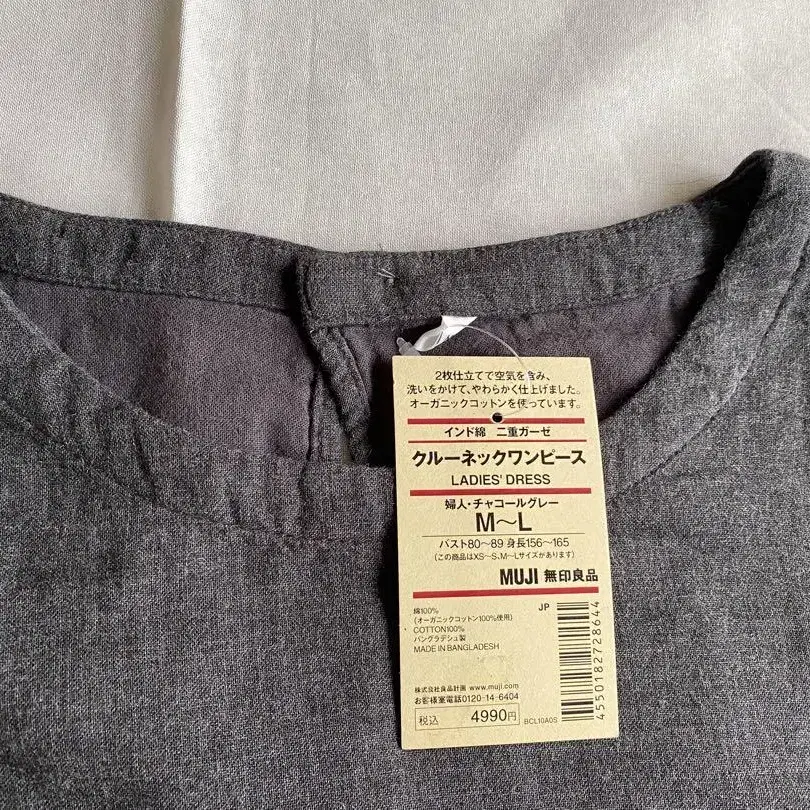 2枚仕立てで空気を含み、
洗いをかけて、やわらかく仕上げました。
オーガニックコットンを使っています。
インド綿 二重ガーゼ
クルーネックワンピース
LADIES' DRESS
婦人・チャコールグレー
M〜L
バスト80〜89 身長156〜165
(この商品はXS〜S、M〜Lサイズがあります)
MUJI 無印良品
綿100%
(オーガニックコットン100%使用)
COTTON100%
バングラデシュ製
MADE IN BANGLADESH
JP
4550182728644
株式会社良品計画 www.muji.com
お客様室電話0120-14-6404
税込 4990円
BCL10A0S